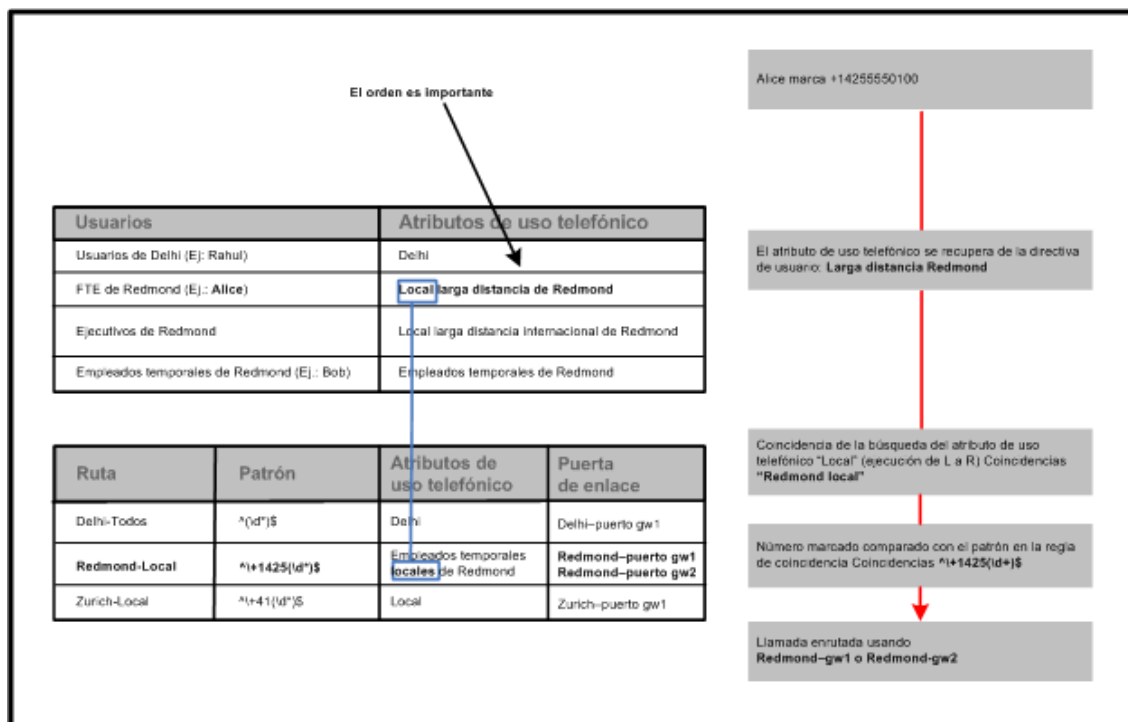 El orden es importante
Usuarios
Atributos de uso telefónico
Usuarios de Delhi (Ej: Rahul)
Delhi
FTE de Redmond (Ej.: Alice)
Local larga distancia de Redmond
Ejecutivos de Redmond
Local larga distancia internacional de Redmond
Empleados temporales de Redmond (Ej.: Bob)
Empleados temporales de Redmond
Ruta
Patrón
Atributos de
uso telefónico
Puerta
de enlace
Delhi-Todos
^(\d*)$
Delhi
Delhi–puerto gw1
Redmond-Local
^\+1425(\d*)$
Empleados temporales
locales de Redmond
Redmond–puerto gw1
Redmond–puerto gw2
Zurich-Local
^\+41(\d*)$
Local
Zurich–puerto gw1
Alice marca +14255550100
El atributo de uso telefónico se recupera de la directiva
de usuario: Larga distancia Redmond
Coincidencia de la búsqueda del atributo de uso
telefónico “Local” (ejecución de L a R) Coincidencias
“Redmond local”
Número marcado comparado con el patrón en la regla
de coincidencia Coincidencias ^\+1425(\d+)$
Llamada enrutada usando
Redmond–gw1 o Redmond-gw2